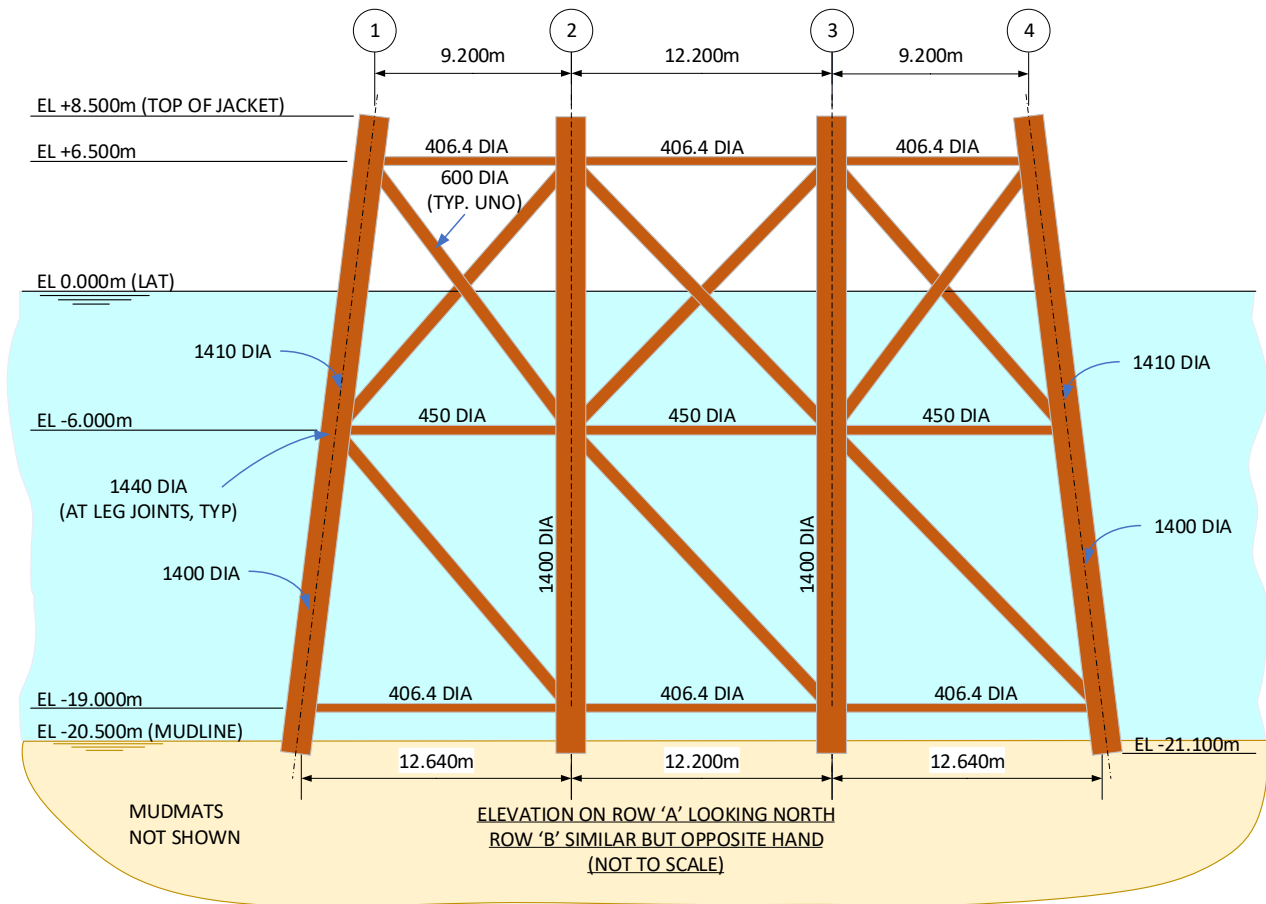 1
2
3
4
9.200m
12.200m
9.200m
EL +8.500m (TOP OF JACKET)
EL +6.500m
406.4 DIA
406.4 DIA
406.4 DIA
600 DIA
(TYP. UNO)
EL 0.000m (LAT)
1410 DIA
1410 DIA
EL -6.000m
450 DIA
450 DIA
450 DIA
1440 DIA
(AT LEG JOINTS, TYP)
1400 DIA
1400 DIA
1400 DIA
1400 DIA
EL -19.000m
406.4 DIA
406.4 DIA
406.4 DIA
EL -20.500m (MUDLINE)
EL -21.100m
12.640m
12.200m
12.640m
MUDMATS
NOT SHOWN
ELEVATION ON ROW ‘A’ LOOKING NORTH
ROW ‘B’ SIMILAR BUT OPPOSITE HAND
(NOT TO SCALE)